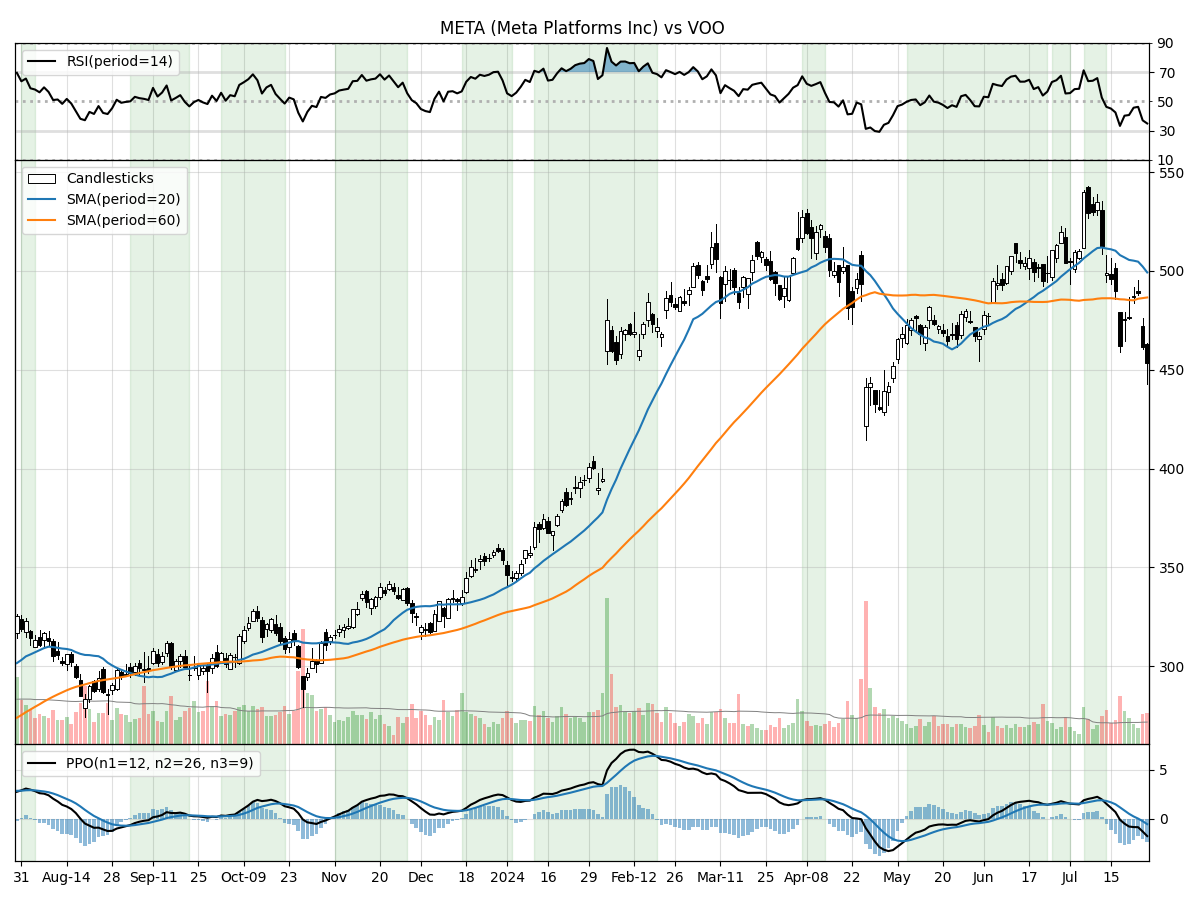 META (Meta Platforms Inc) vs VOO
RSI(period=14)
90
70
50
30
10
Candlesticks
SMA(period=20)
SMA(period=60)
550
500
450
400
350
300
PPO(n1=12, n2=26, n3=9)
5
0
31 Aug-14 28 Sep-11 25 Oct-09 23 Nov 20 Dec 18 2024 16 29 Feb-12 26 Mar-11 25 Apr-08 22 May 20 Jun 17 Jul 15